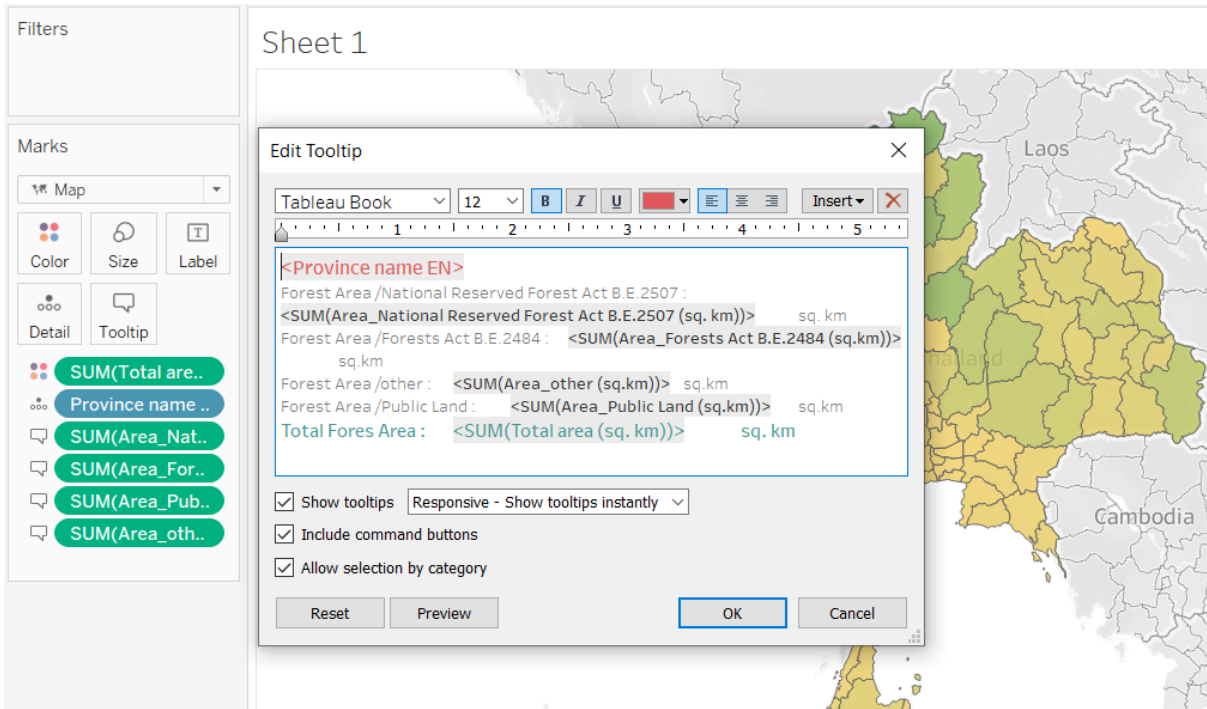 Filters
Sheet 1
Marks
Map
Color
Size
Label
Detail
Tooltip
SUM(Total are..
Province name ..
SUM(Area_Nat..
SUM(Area_For..
SUM(Area_Pub..
SUM(Area_oth..
Laos
Cambodia
Edit Tooltip
Tableau Book
12
B
I
U
Insert
1
2
3
4
5
<Province name EN>
Forest Area /National Reserved Forest Act B.E.2507 :
<SUM(Area_National Reserved Forest Act B.E.2507 (sq. km))> sq. km
Forest Area /Forests Act B.E.2484 : <SUM(Area_Forests Act B.E.2484 (sq.km))>
sq.km
Forest Area /other : <SUM(Area_other (sq.km))> sq.km
Forest Area /Public Land : <SUM(Area_Public Land (sq.km))> sq.km
Total Fores Area : <SUM(Total area (sq. km))> sq. km
Show tooltips
Responsive - Show tooltips instantly
Include command buttons
Allow selection by category
Reset
Preview
OK
Cancel